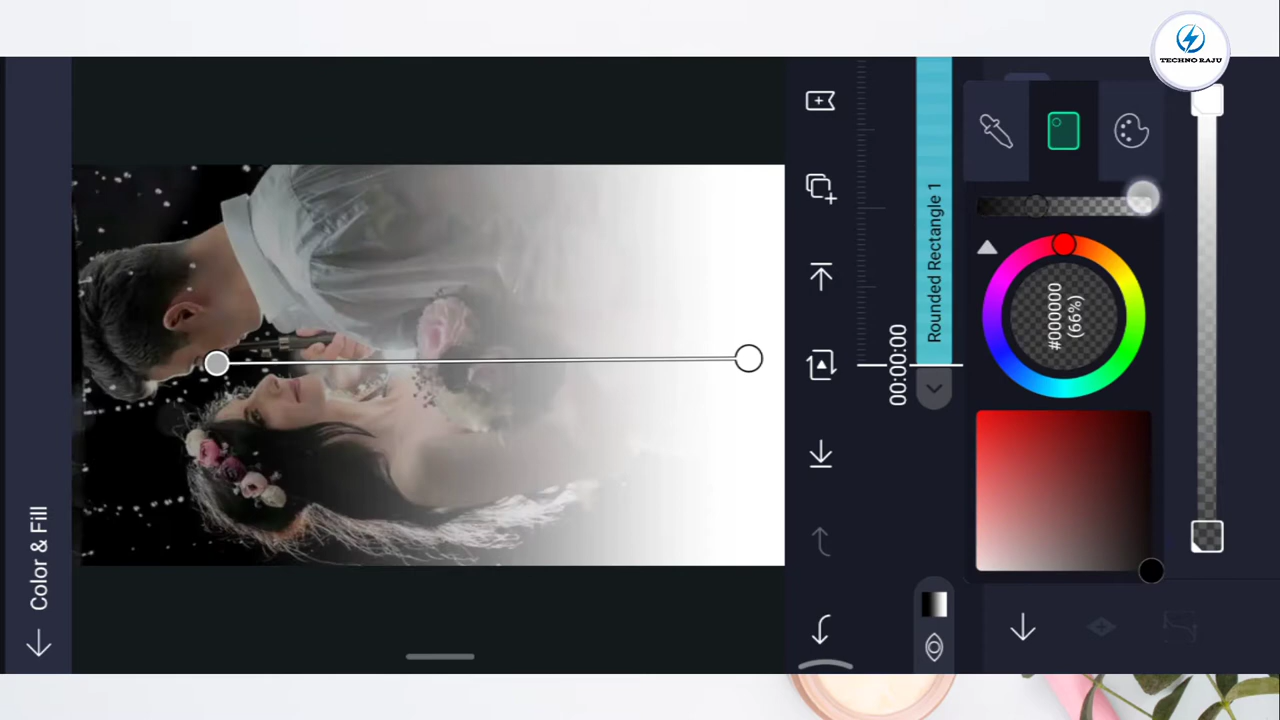 TECHNO RAJU
Color & Fill
00:00:00
Rounded Rectangle 1
#000000
(66%)